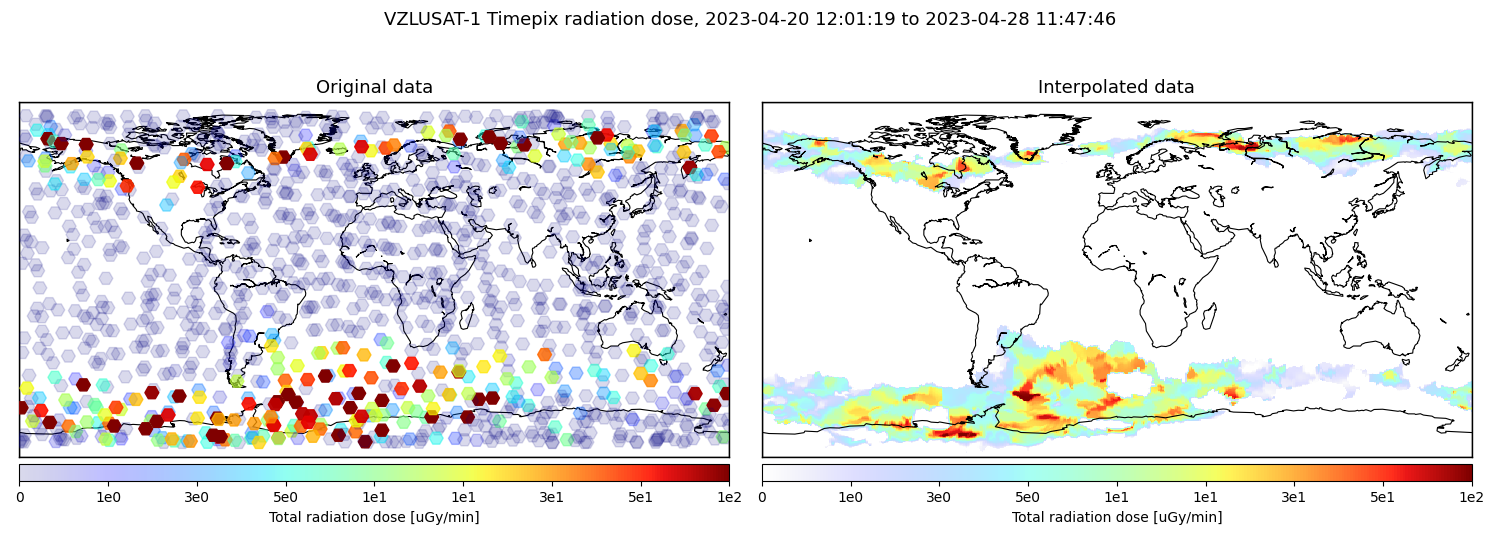 VZLUSAT-1 Timepix radiation dose, 2023-04-20 12:01:19 to 2023-04-28 11:47:46
Original data
Interpolated data
0 1e0 3e0 5e0 1e1 1e1 3e1 5e1 1e2
Total radiation dose [uGy/min]
0 1e0 3e0 5e0 1e1 1e1 3e1 5e1 1e2
Total radiation dose [uGy/min]